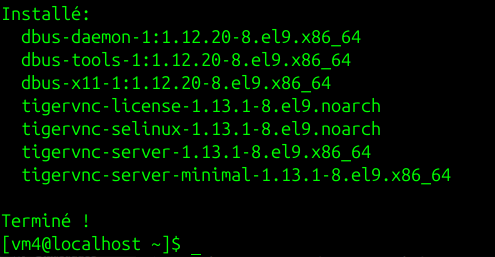 Installé:
dbus-daemon-1:1.12.20-8.el9.x86_64
dbus-tools-1:1.12.20-8.el9.x86_64
dbus-x11-1:1.12.20-8.el9.x86_64
tigervnc-license-1.13.1-8.el9.noarch
tigervnc-selinux-1.13.1-8.el9.noarch
tigervnc-server-1.13.1-8.el9.x86_64
tigervnc-server-minimal-1.13.1-8.el9.x86_64
Terminé !
[vm4@localhost ~]$ _